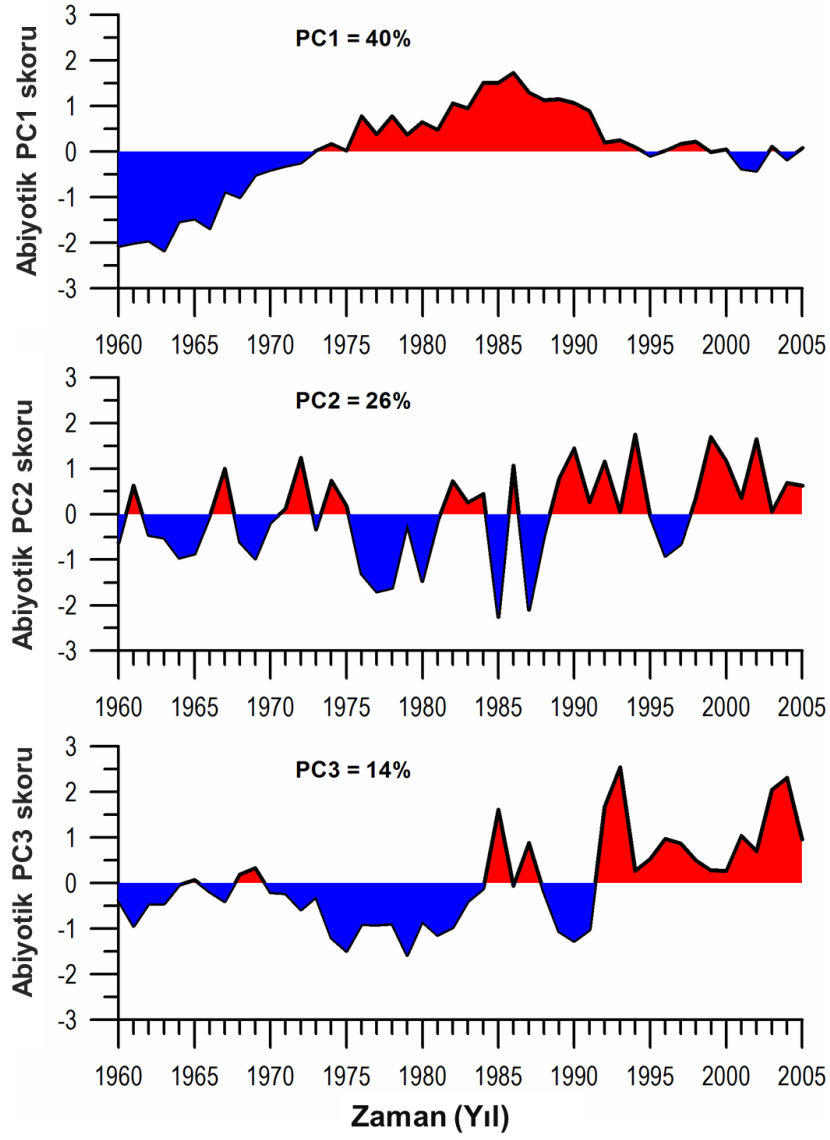 Abiyotik PC1 skoru
PC1 = 40%
3
2
1
0
-1
-2
-3
1960 1965 1970 1975 1980 1985 1990 1995 2000 2005
Abiyotik PC2 skoru
PC2 = 26%
3
2
1
0
-1
-2
-3
1960 1965 1970 1975 1980 1985 1990 1995 2000 2005
Abiyotik PC3 skoru
PC3 = 14%
3
2
1
0
-1
-2
-3
1960 1965 1970 1975 1980 1985 1990 1995 2000 2005
Zaman (Yıl)